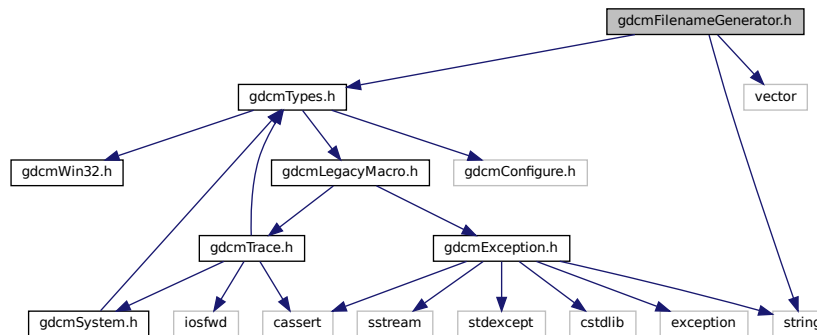 gdcmFilenameGenerator.h
gdcmTypes.h
vector
gdcmWin32.h
gdcmLegacyMacro.h
gdcmConfigure.h
gdcmTrace.h
gdcmException.h
gdcmSystem.h
iosfwd
cassert
sstream
stdexcept
cstdlib
exception
string